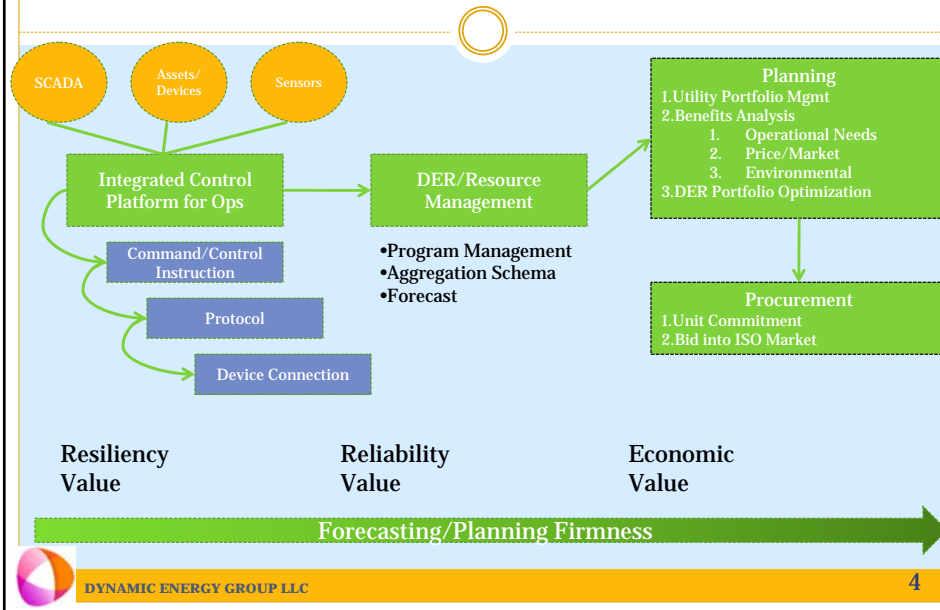 SCADA
Assets/
Devices
Sensors
Integrated Control
Platform for Ops
Command/Control
Instruction
Protocol
Device Connection
DER/Resource
Management
•Program Management
•Aggregation Schema
•Forecast
Planning
1.Utility Portfolio Mgmt
2.Benefits Analysis
1. Operational Needs
2. Price/Market
3. Environmental
3.DER Portfolio Optimization
Procurement
1.Unit Commitment
2.Bid into ISO Market
Resiliency
Value
Reliability
Value
Economic
Value
Forecasting/Planning Firmness
DYNAMIC ENERGY GROUP LLC
4